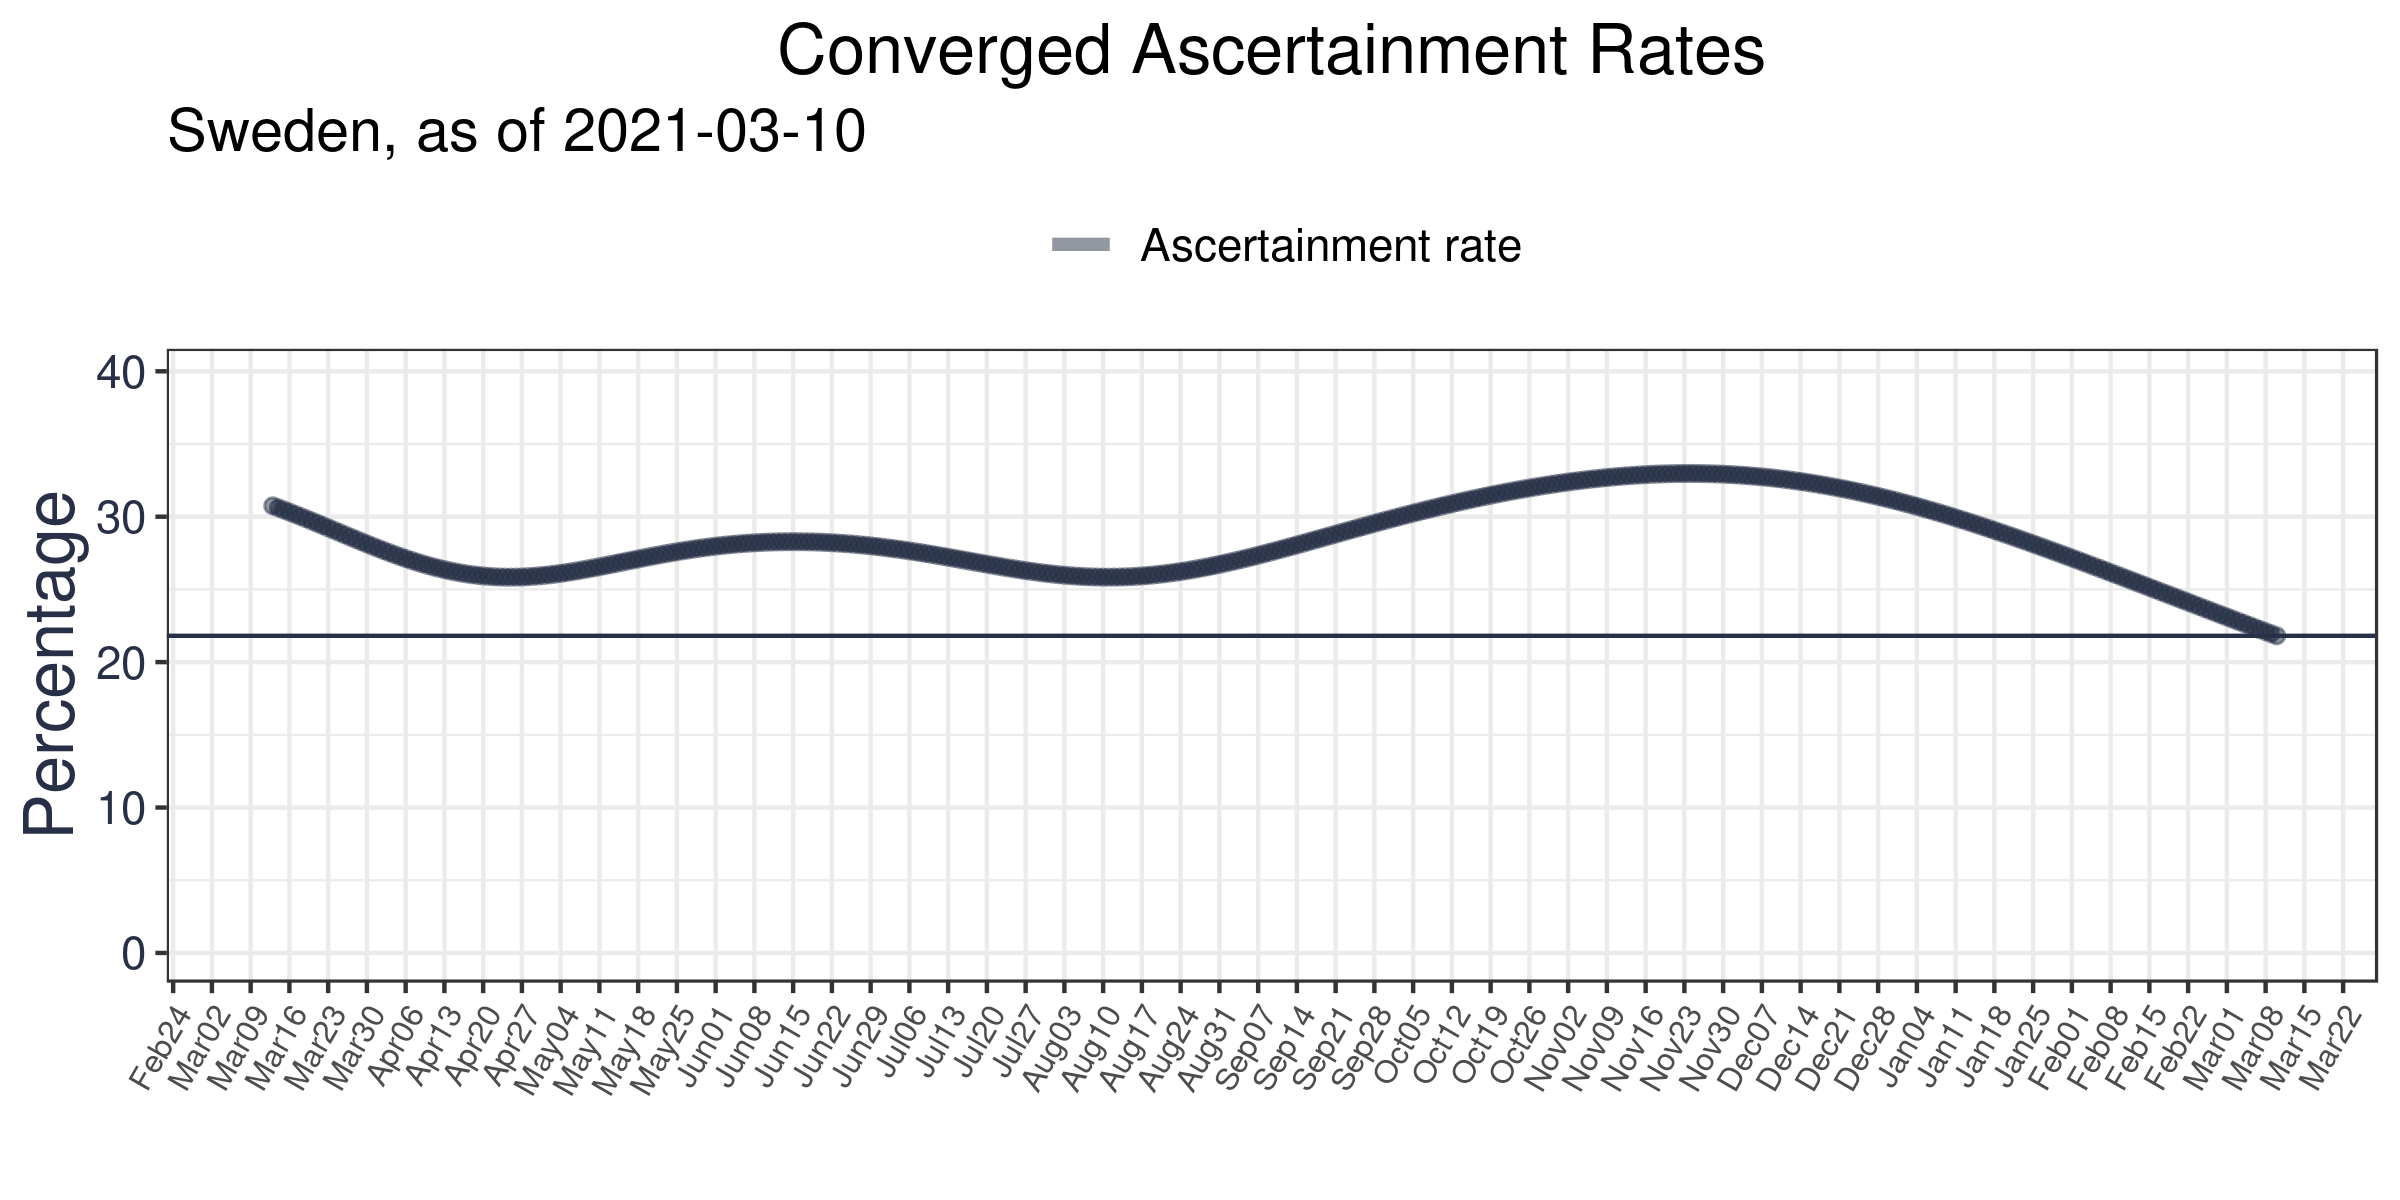 Converged Ascertainment Rates
Sweden, as of 2021-03-10
Ascertainment rate
Percentage
40
30
20
10
0
Feb24 Mar02 Mar09 Mar16 Mar23 Mar30 Apr06 Apr13 Apr20 Apr27 May04 May11 May18 May25 Jun01 Jun08 Jun15 Jun22 Jun29 Jul06 Jul13 Jul20 Jul27 Aug03 Aug10 Aug17 Aug24 Aug31 Sep07 Sep14 Sep21 Sep28 Oct05 Oct12 Oct19 Oct26 Nov02 Nov09 Nov16 Nov23 Nov30 Dec07 Dec14 Dec21 Dec28 Jan04 Jan11 Jan18 Jan25 Feb01 Feb08 Feb15 Feb22 Mar01 Mar08 Mar15 Mar22